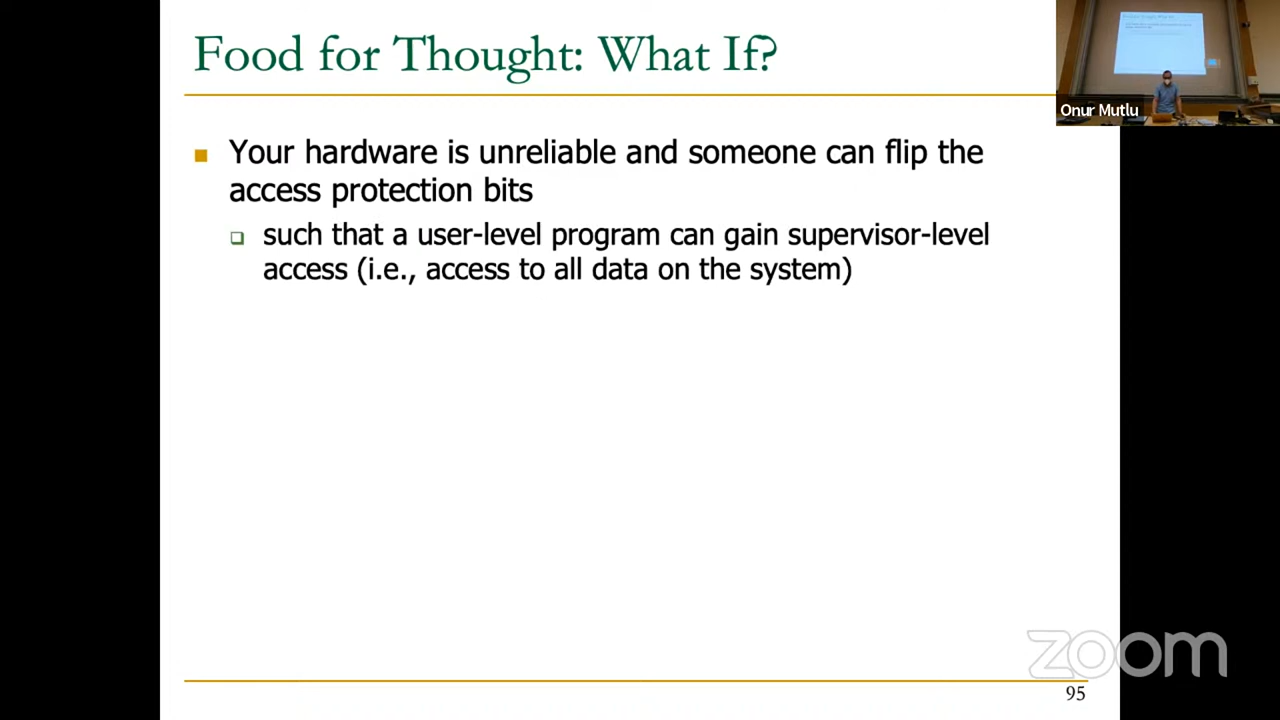 Food for Thought: What If?
Onur Mutlu
Your hardware is unreliable and someone can flip the
access protection bits
such that a user-level program can gain supervisor-level
access (i.e., access to all data on the system)
zoom
95